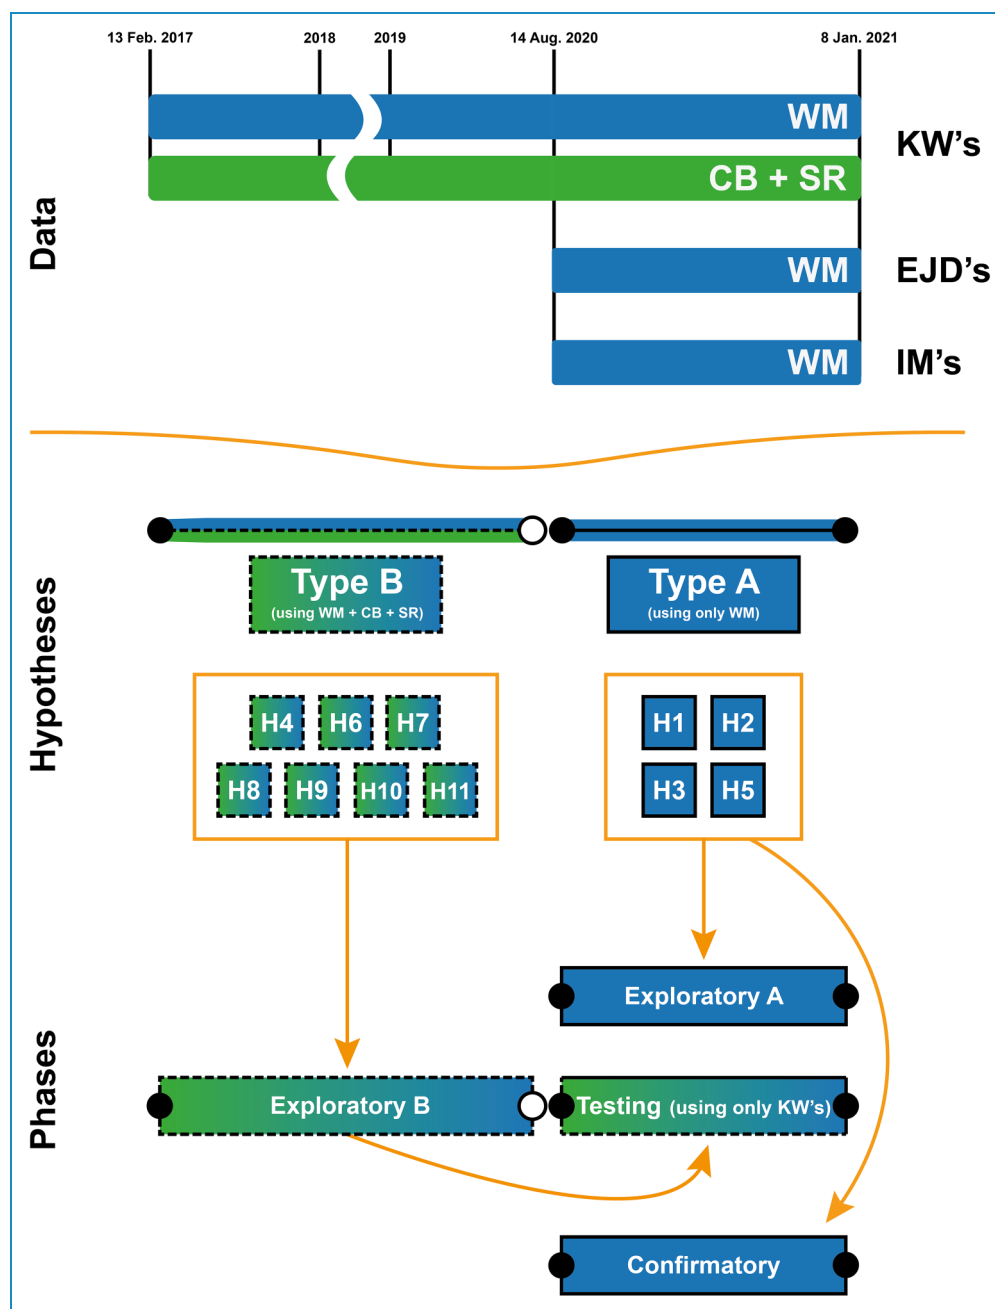 13 Feb. 2017 2018 2019 14 Aug. 2020 8 Jan. 2021
Data
WM
KW's
CB + SR
WM
EJD's
WM
IM's
Hypotheses
Type B
(using WM + CB + SR)
Type A
(using only WM)
H4 H6 H7
H8 H9 H10 H11
H1 H2
H3 H5
Phases
Exploratory A
Exploratory B
Testing (using only KW's)
Confirmatory